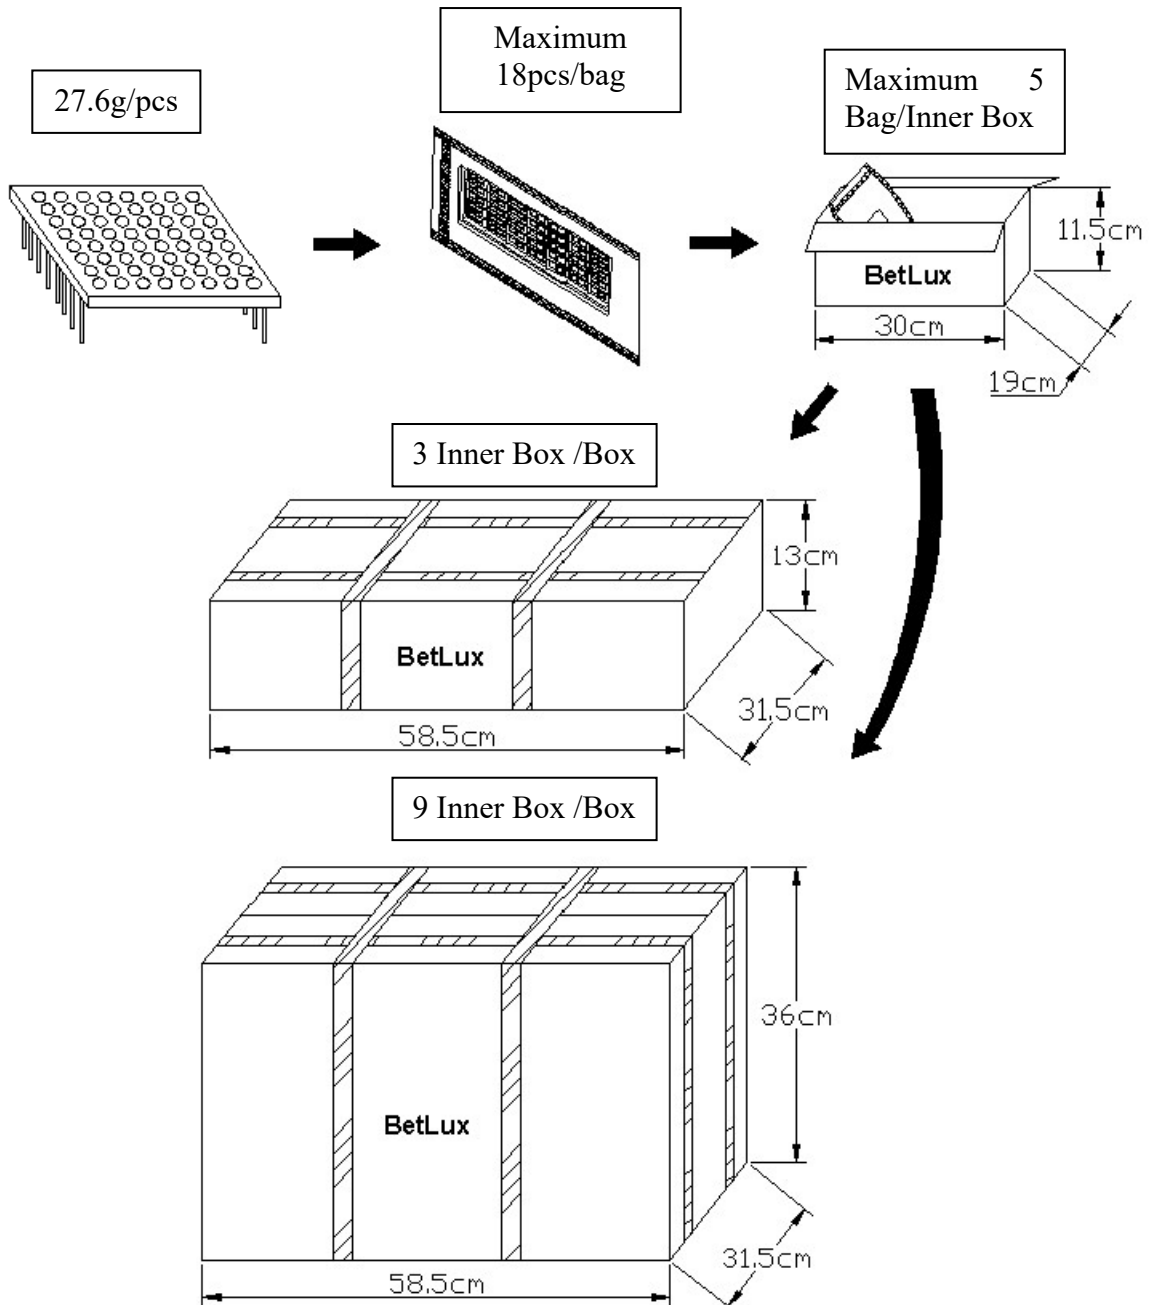 Maximum
18pcs/bag
27.6g/pcs
Maximum 5
Bag/Inner Box
11.5cm
BetLux
30cm
19cm
3 Inner Box /Box
13cm
BetLux
31.5cm
58.5cm
9 Inner Box /Box
36cm
BetLux
31.5cm
58.5cm